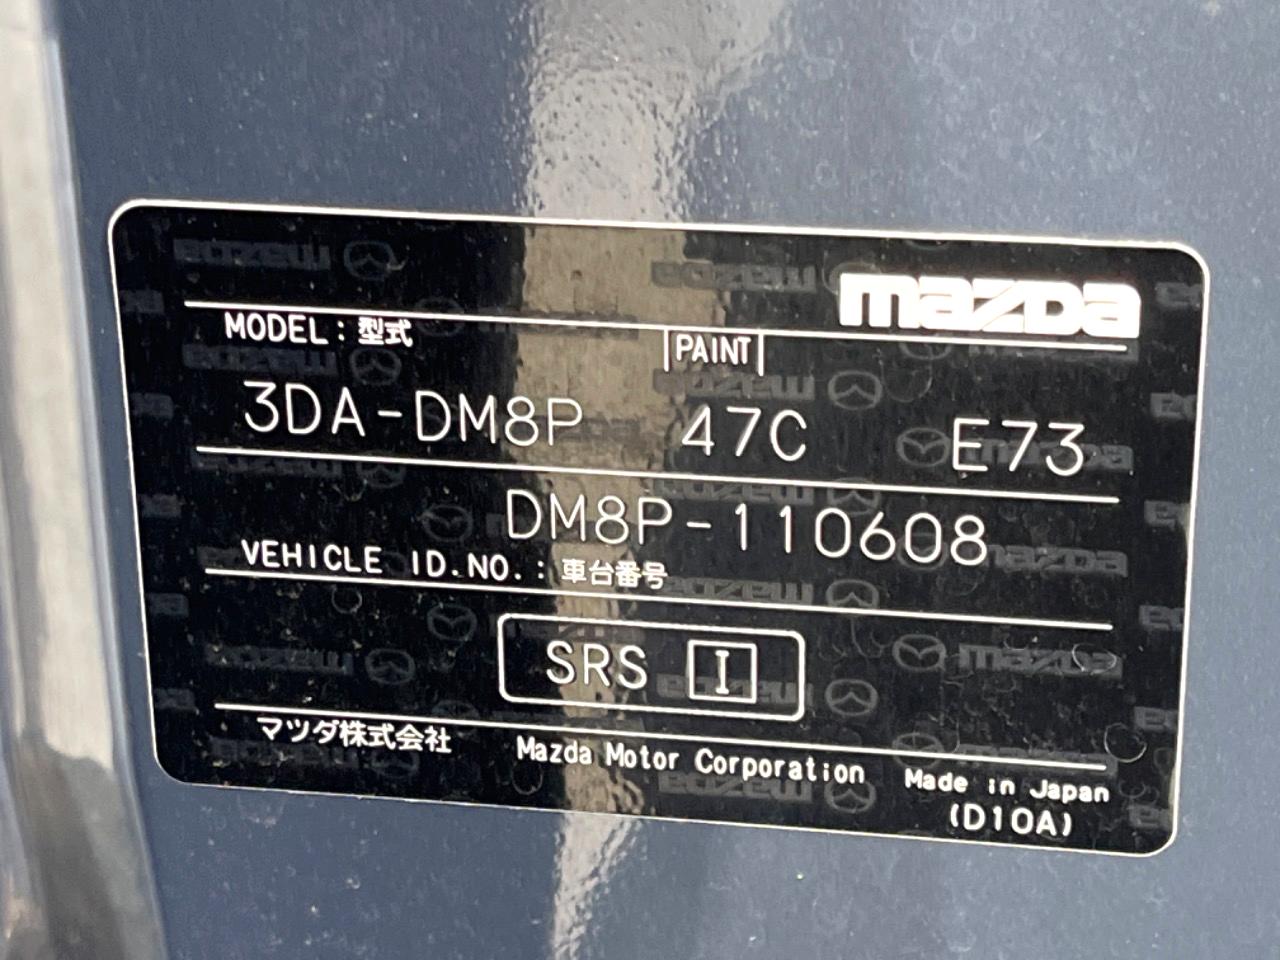 mazda
MODEL：型式 PAINT
3DA-DM8P 47C E73
DM8P-110608
VEHICLE ID.NO.：車台番号
SRS I
マツダ株式会社 Mazda Motor Corporation Made in Japan
(D10A)